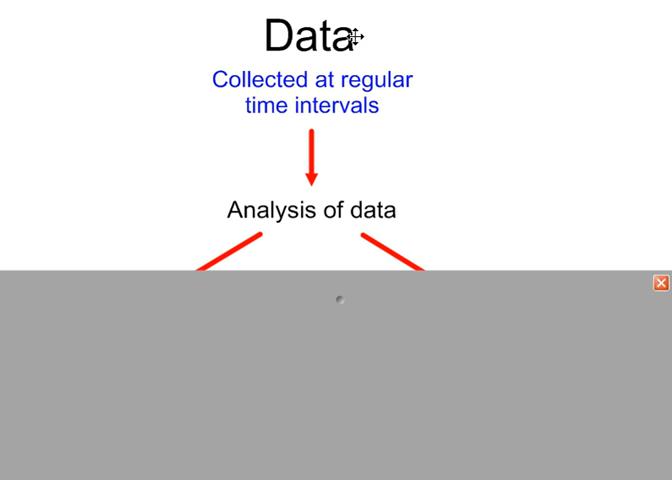 Data
Collected at regular
time intervals
Analysis of data